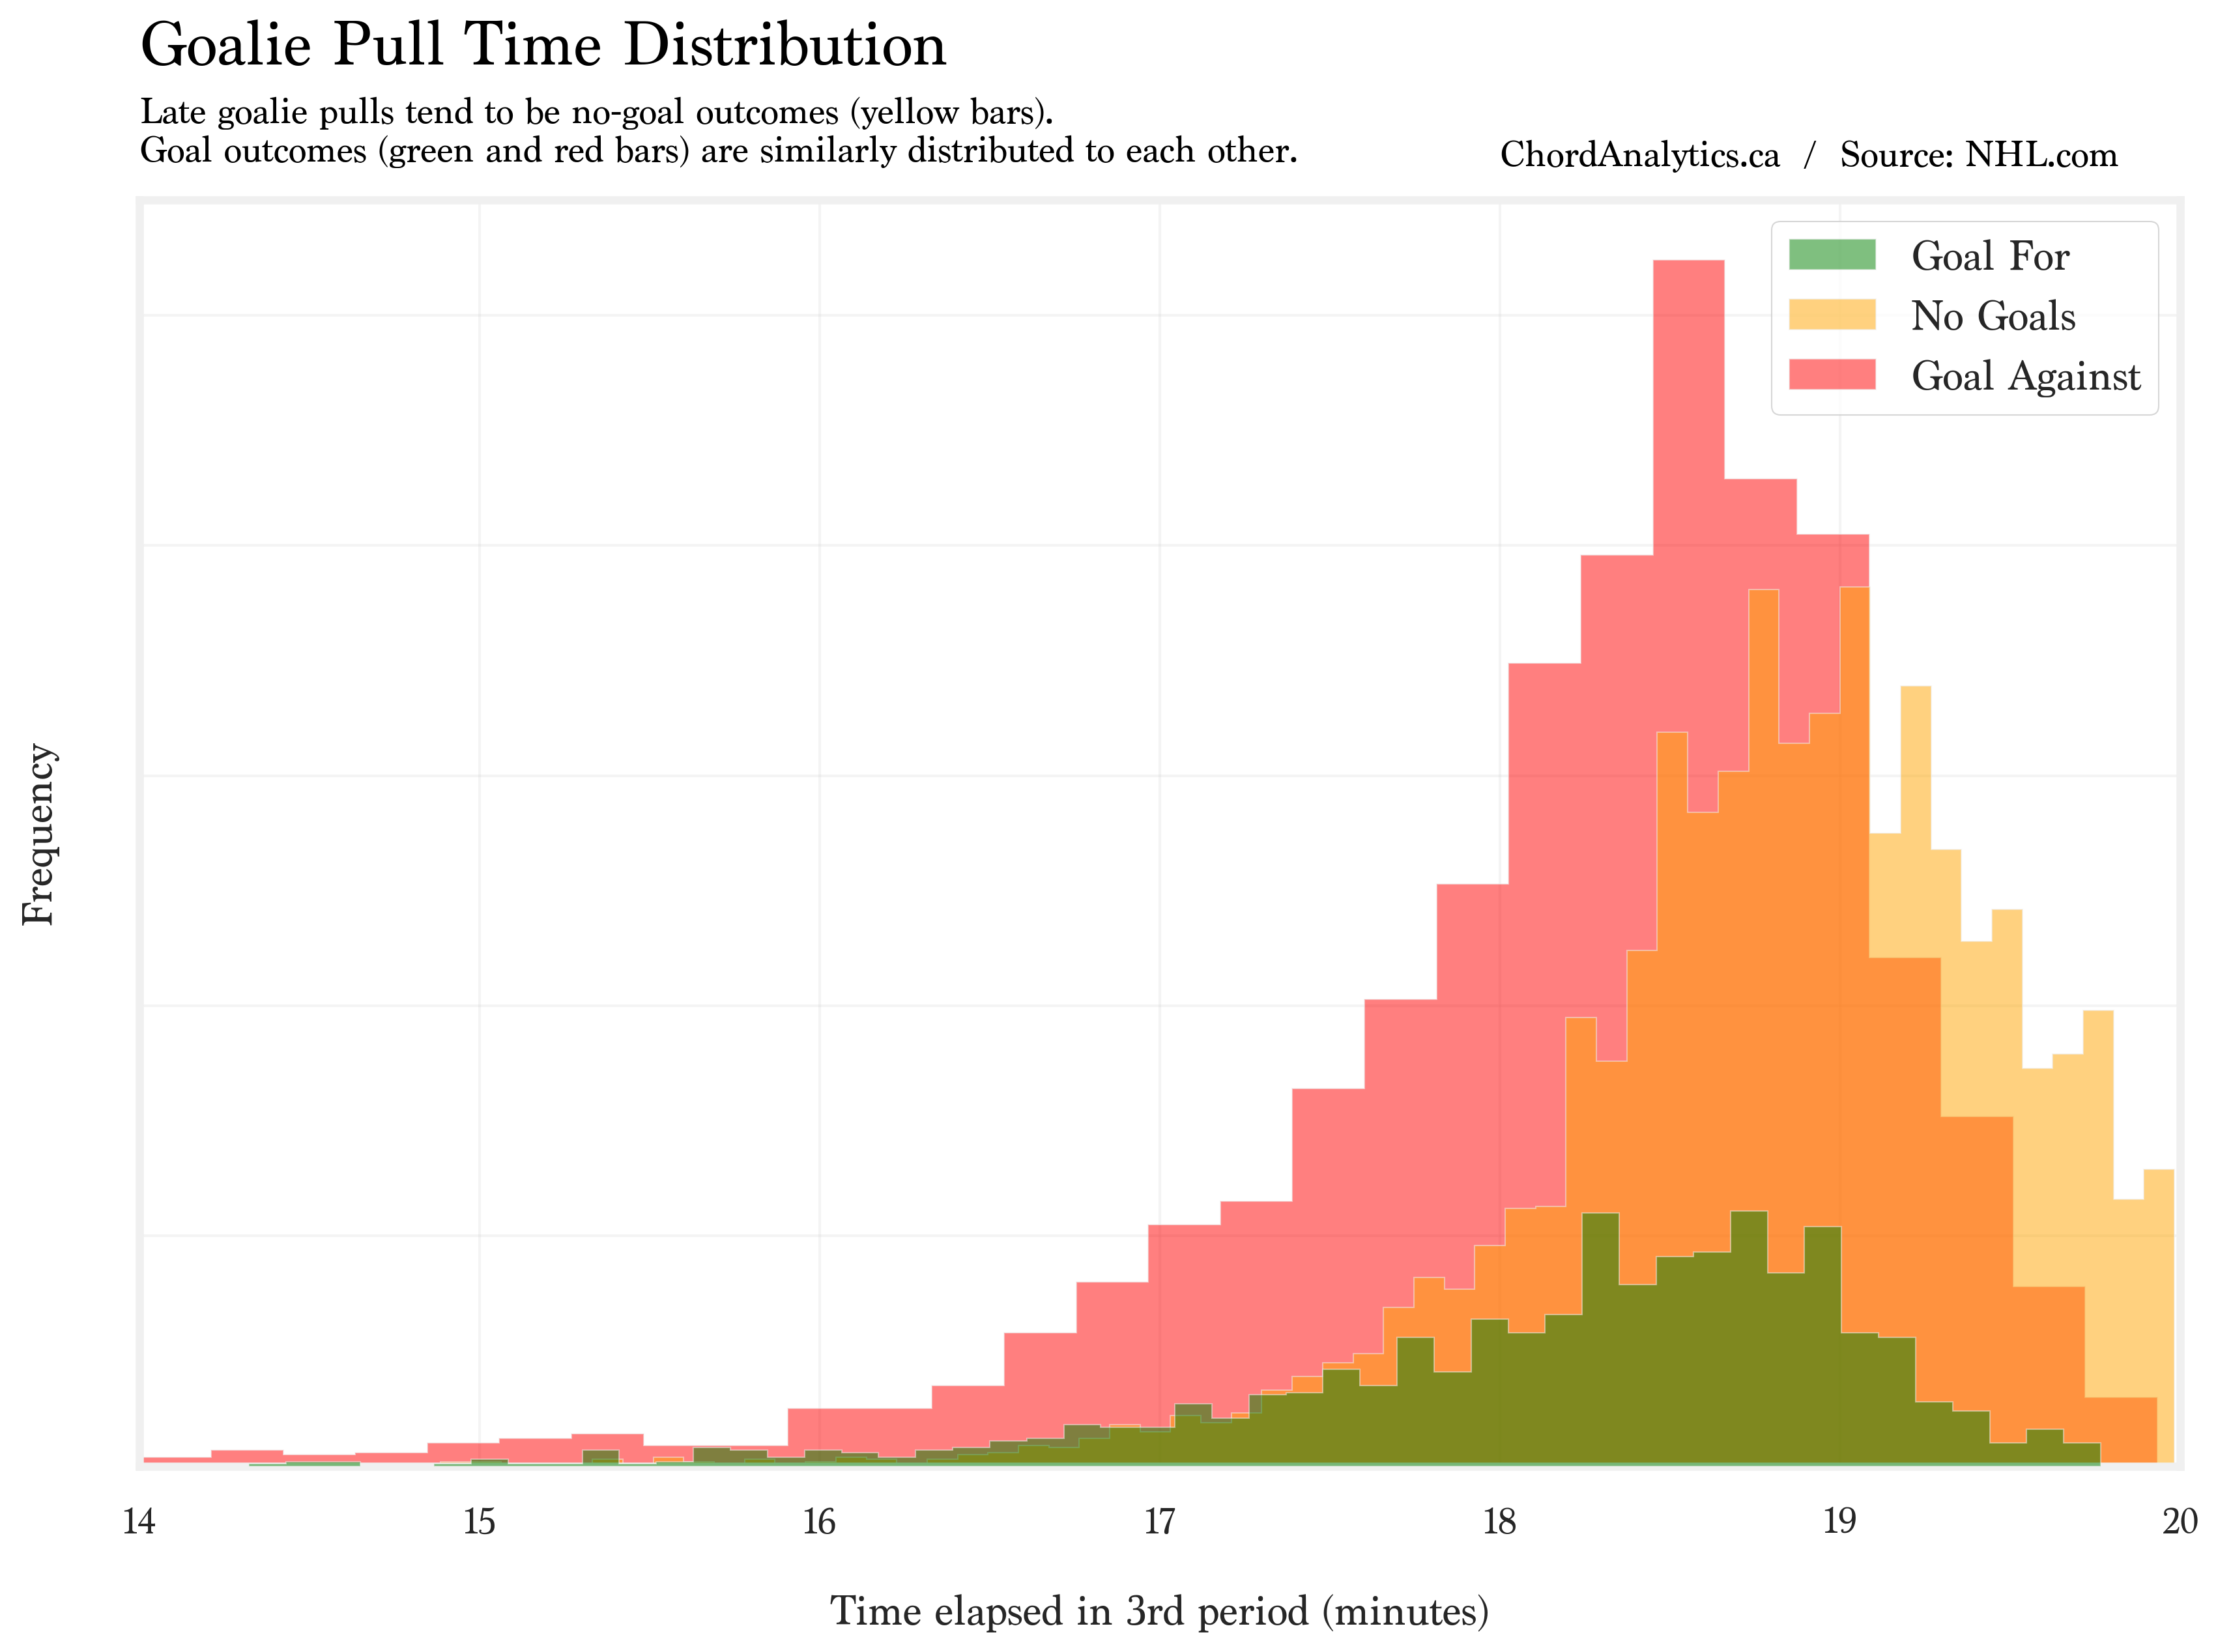 Goalie Pull Time Distribution
Late goalie pulls tend to be no-goal outcomes (yellow bars).
Goal outcomes (green and red bars) are similarly distributed to each other.
ChordAnalytics.ca / Source: NHL.com
Goal For
No Goals
Goal Against
Frequency
14 15 16 17 18 19 20
Time elapsed in 3rd period (minutes)